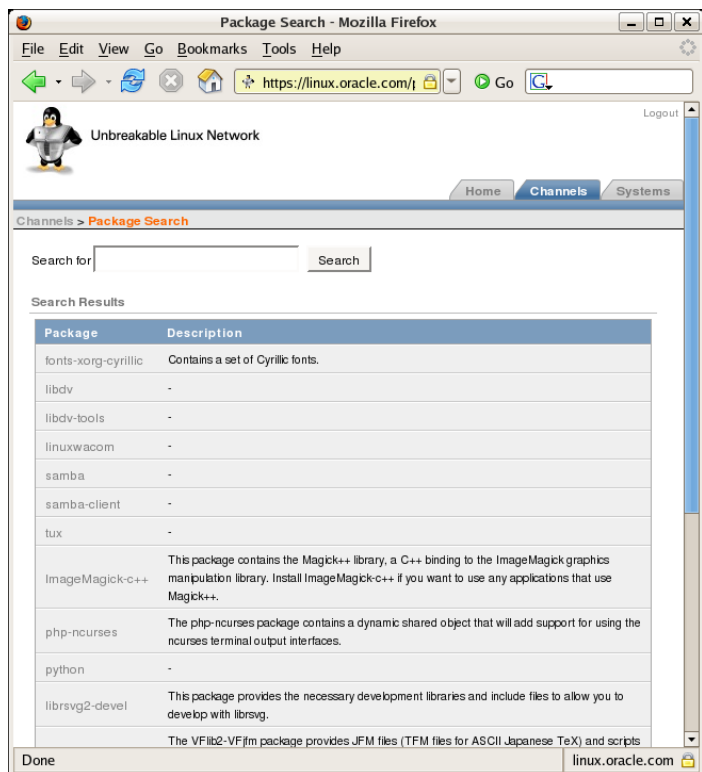 Package Search - Mozilla Firefox
File Edit View Go Bookmarks Tools Help
https://linux.oracle.com/p
Go
G
Logout
Unbreakable Linux Network
Home Channels Systems
Channels > Package Search
Search for
Search
Search Results
Package Description
fonts-xorg-cyrillic Contains a set of Cyrillic fonts.
libdv -
libdv-tools -
linuxwacom -
samba -
samba-client -
tux -
This package contains the Magick++ library, a C++ binding to the ImageMagick graphics
ImageMagick-c++ manipulation library. Install ImageMagick-c++ if you want to use any applications that use
Magick++.
The php-ncurses package contains a dynamic shared object that will add support for using the
php-ncurses
ncurses terminal output interfaces.
python -
This package provides the necessary development libraries and include files to allow you to
librsvg2-devel
develop with librsvg.
The VFlib2-VFjfm package provides JFM files (TFM files for ASCII Japanese TeX) and scripts
Done linux.oracle.com